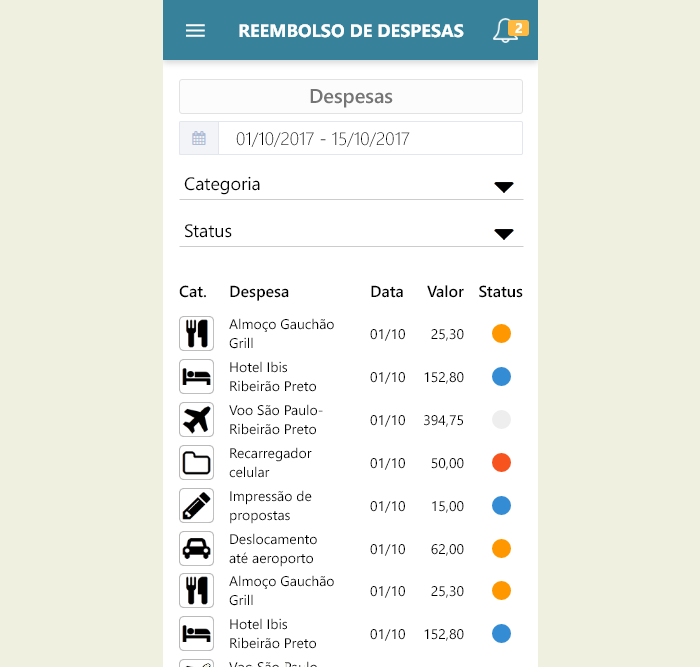 REEMBOLSO DE DESPESAS 2
Despesas
01/10/2017 - 15/10/2017
Categoria
Status
Cat. Despesa Data Valor Status
Almoço Gauchão
Grill 01/10 25,30
Hotel Ibis
Ribeirão Preto 01/10 152,80
Voo São Paulo-
Ribeirão Preto 01/10 394,75
Recarregador
celular 01/10 50,00
Impressão de
propostas 01/10 15,00
Deslocamento
até aeroporto 01/10 62,00
Almoço Gauchão
Grill 01/10 25,30
Hotel Ibis
Ribeirão Preto 01/10 152,80
Voo São Paulo-